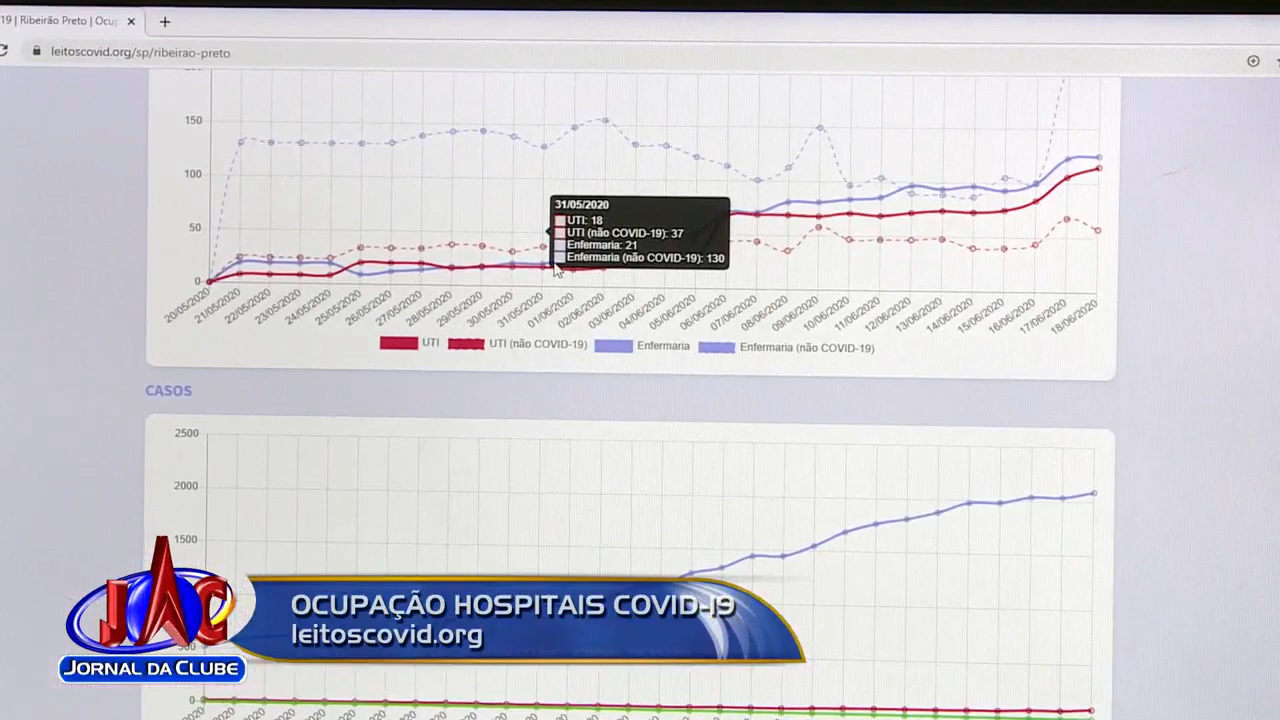 19 | Ribeirão Preto | Ocup
leitoscovid.org/sp/ribeirao-preto
150
100
50
0
31/05/2020
UTI: 18
UTI (não COVID-19): 37
Enfermaria: 21
Enfermaria (não COVID-19): 130
20/05/2020 21/05/2020 22/05/2020 23/05/2020 24/05/2020 25/05/2020 26/05/2020 27/05/2020 28/05/2020 29/05/2020 30/05/2020 31/05/2020 01/06/2020 02/06/2020 03/06/2020 04/06/2020 05/06/2020 06/06/2020 07/06/2020 08/06/2020 09/06/2020 10/06/2020 11/06/2020 12/06/2020 13/06/2020 14/06/2020 15/06/2020 16/06/2020 17/06/2020 18/06/2020
UTI UTI (não COVID-19) Enfermaria Enfermaria (não COVID-19)
CASOS
2500
2000
1500
0
JAC
JORNAL DA CLUBE
OCUPAÇÃO HOSPITAIS COVID-19
leitoscovid.org